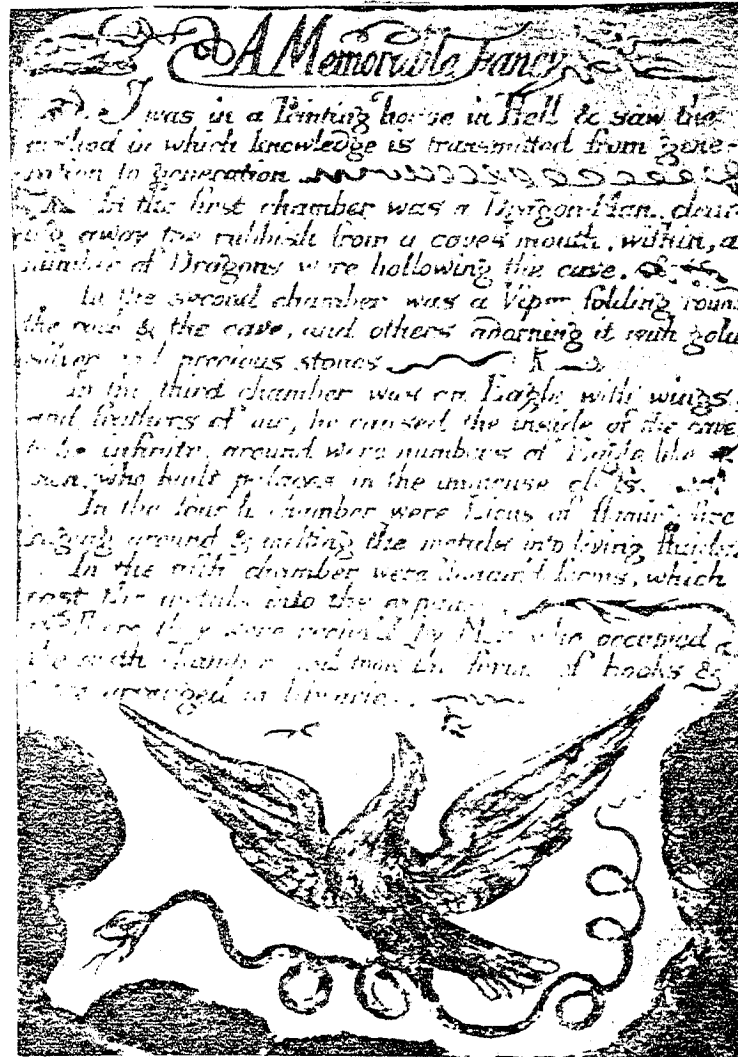 A Memorable Fancy
I was in a Printing house in Hell & saw the
method in which knowledge is transmitted from gene-
ration to generation
In the first chamber was a Dragon-Man, clear-
ing away the rubbish from a caves mouth, within, a
number of Dragons were hollowing the cave.
In the second chamber was a Viper folding round
the rock & the cave, and others adorning it with gold
silver and precious stones
In the third chamber was an Eagle with wings
and feathers of air, he caused the inside of the cave
to be infinite, around were numbers of Eagle like
men, who built palaces in the immense cliffs.
In the fourth chamber were Lions of flaming fire
raging around & melting the metals into living fluids.
In the fifth chamber were Unnam'd forms, which
cast the metals into the expanse.
There they were reciev'd by Men who occupied
the sixth chamber, and took the forms of books &
were arranged in libraries.